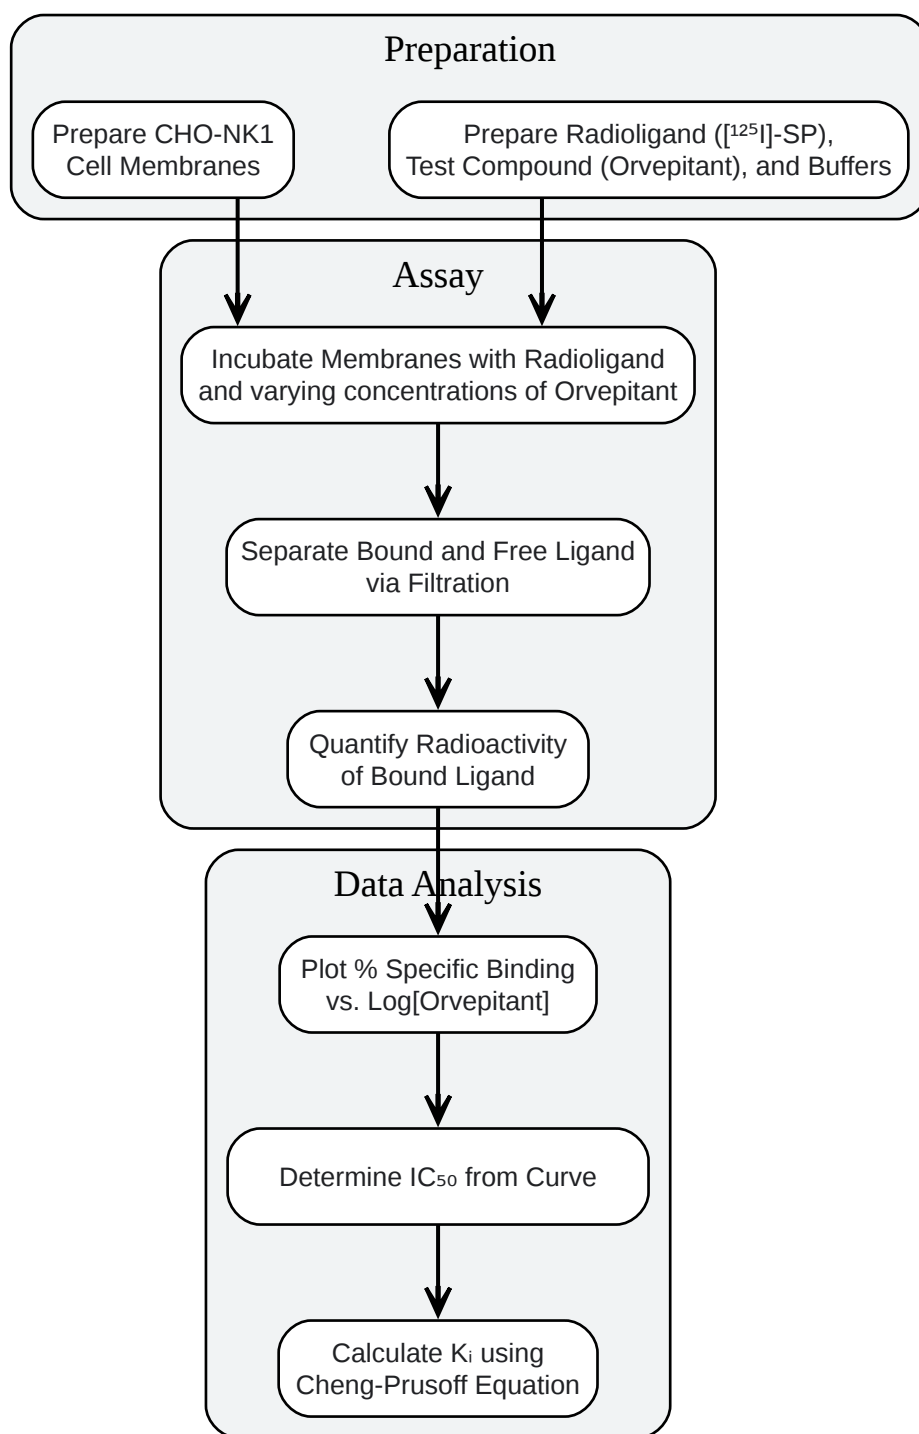 Preparation
Prepare CHO-NK1
Cell Membranes
Prepare Radioligand ([¹²⁵I]-SP),
Test Compound (Orvepitant), and Buffers
Assay
Incubate Membranes with Radioligand
and varying concentrations of Orvepitant
Separate Bound and Free Ligand
via Filtration
Quantify Radioactivity
of Bound Ligand
Data Analysis
Plot % Specific Binding
vs. Log[Orvepitant]
Determine IC₅₀ from Curve
Calculate Kᵢ using
Cheng-Prusoff Equation